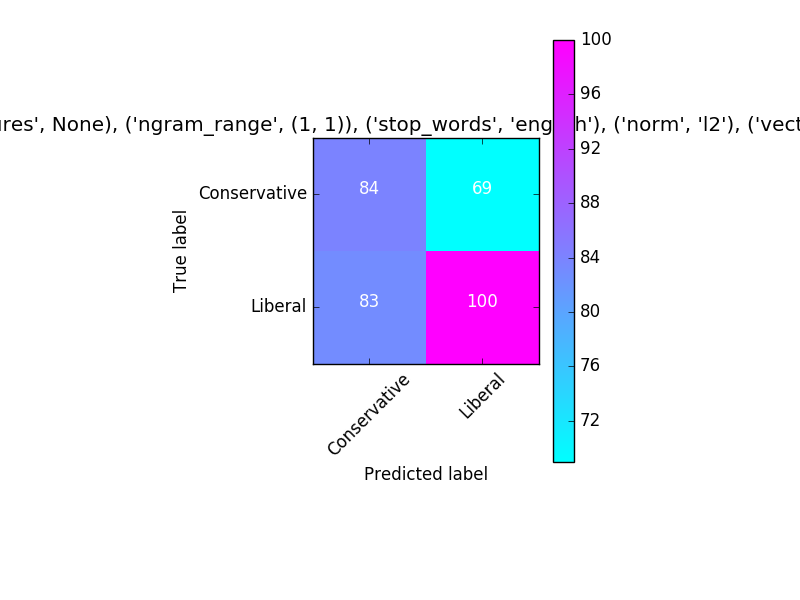 ures', None), ('ngram_range', (1, 1)), ('stop_words', 'english'), ('norm', 'l2'), ('vect
100
96
92
88
84
80
76
72
True label
Conservative
84
69
Liberal
83
100
Conservative
Liberal
Predicted label